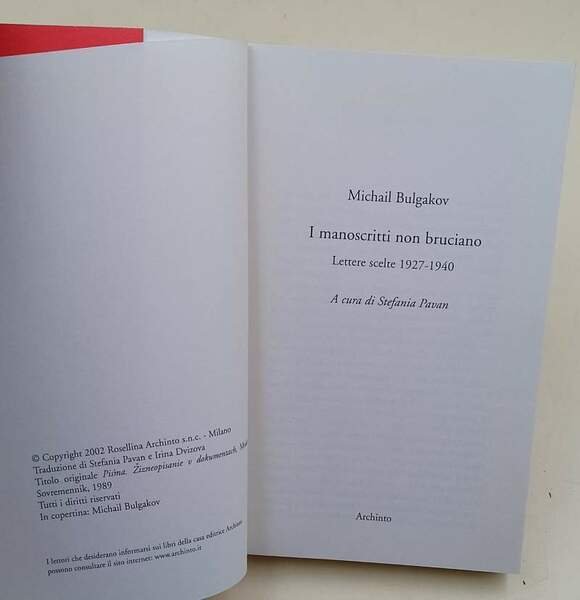 © Copyright 2002 Rosellina Archinto s.n.c. - Milano
Traduzione di Stefania Pavan e Irina Dvizova
Titolo originale Pis'ma. Žizneopisanie v dokumentach,
Sovremennik, 1989
Tutti i diritti riservati
In copertina: Michail Bulgakov
I lettori che desiderano informarsi sui libri della casa editrice Archinto
possono consultare il sito internet: www.archinto.it
Michail Bulgakov
I manoscritti non bruciano
Lettere scelte 1927-1940
A cura di Stefania Pavan
Archinto